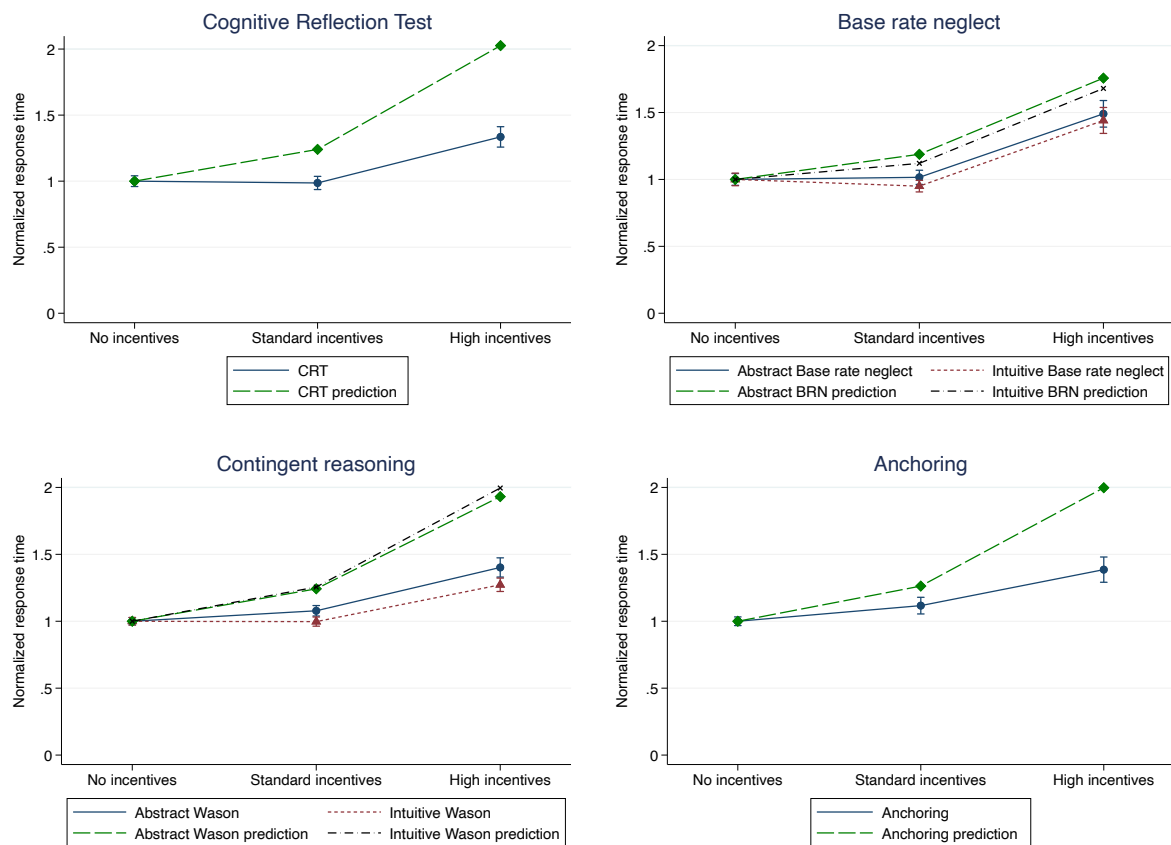 Cognitive Reflection Test
Normalized response time
2
1.5
1
.5
0
No incentives Standard incentives High incentives
CRT
CRT prediction
Base rate neglect
Normalized response time
2
1.5
1
.5
0
No incentives Standard incentives High incentives
Abstract Base rate neglect Intuitive Base rate neglect
Abstract BRN prediction Intuitive BRN prediction
Contingent reasoning
Normalized response time
2
1.5
1
.5
0
No incentives Standard incentives High incentives
Abstract Wason Intuitive Wason
Abstract Wason prediction Intuitive Wason prediction
Anchoring
Normalized response time
2
1.5
1
.5
0
No incentives Standard incentives High incentives
Anchoring
Anchoring prediction